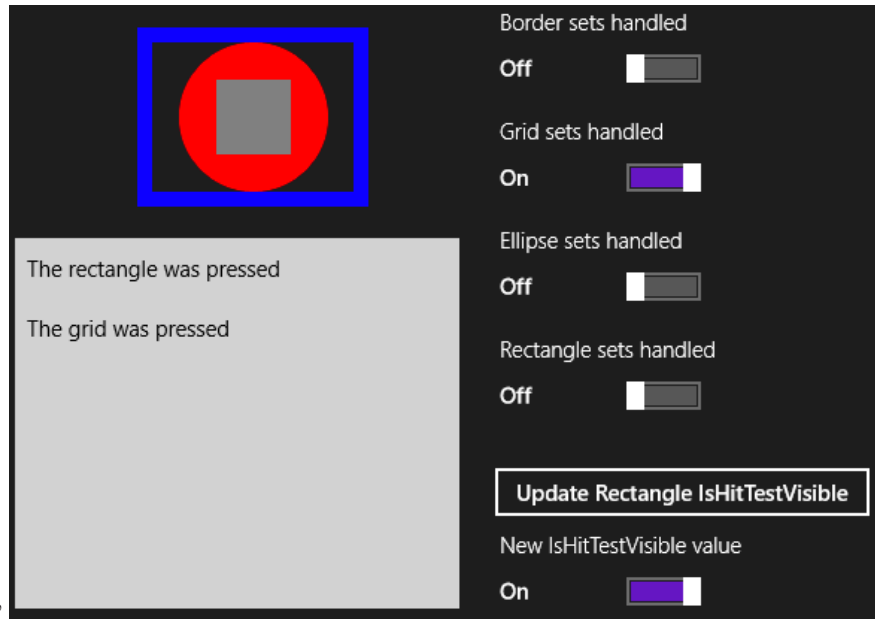 Border sets handled
Off
Grid sets handled
On
Ellipse sets handled
Off
Rectangle sets handled
Off
Update Rectangle IsHitTestVisible
New IsHitTestVisible value
On
The rectangle was pressed
The grid was pressed